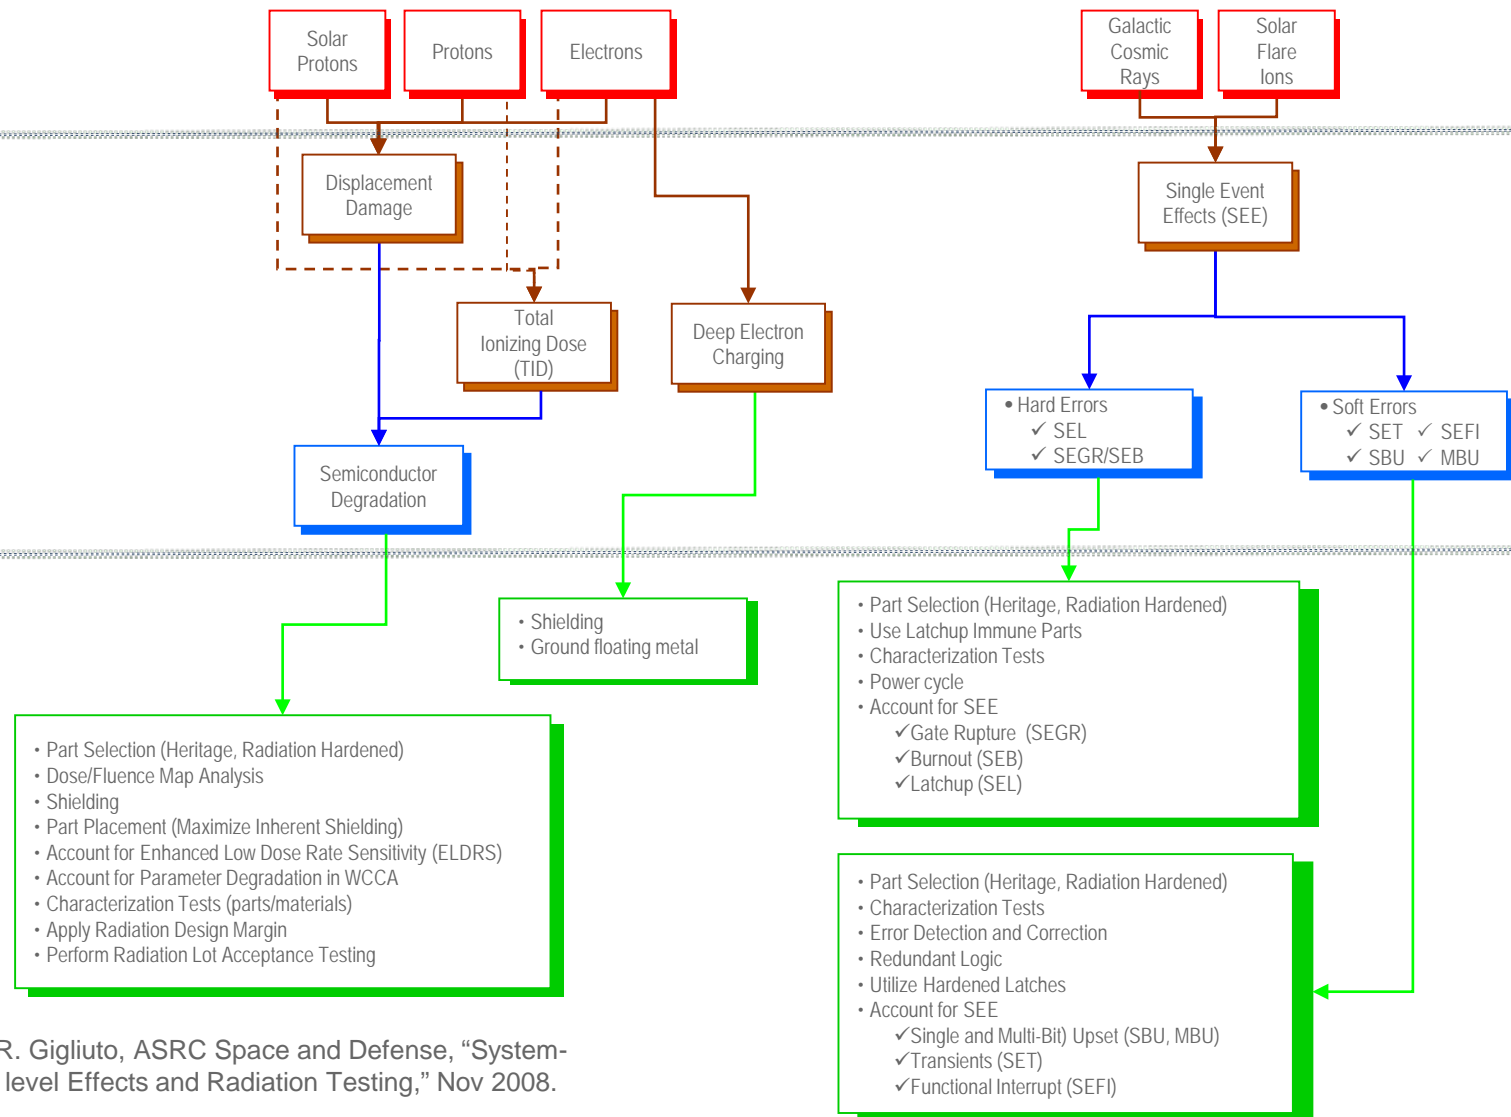 Solar
Protons
Protons
Electrons
Galactic
Cosmic
Rays
Solar
Flare
Ions
Displacement
Damage
Single Event
Effects (SEE)
Total
Ionizing Dose
(TID)
Deep Electron
Charging
• Hard Errors
✓ SEL
✓ SEGR/SEB
• Soft Errors
✓ SET ✓ SEFI
✓ SBU ✓ MBU
Semiconductor
Degradation
• Shielding
• Ground floating metal
• Part Selection (Heritage, Radiation Hardened)
• Use Latchup Immune Parts
• Characterization Tests
• Power cycle
• Account for SEE
✓Gate Rupture (SEGR)
✓Burnout (SEB)
✓Latchup (SEL)
• Part Selection (Heritage, Radiation Hardened)
• Dose/Fluence Map Analysis
• Shielding
• Part Placement (Maximize Inherent Shielding)
• Account for Enhanced Low Dose Rate Sensitivity (ELDRS)
• Account for Parameter Degradation in WCCA
• Characterization Tests (parts/materials)
• Apply Radiation Design Margin
• Perform Radiation Lot Acceptance Testing
• Part Selection (Heritage, Radiation Hardened)
• Characterization Tests
• Error Detection and Correction
• Redundant Logic
• Utilize Hardened Latches
• Account for SEE
✓Single and Multi-Bit) Upset (SBU, MBU)
✓Transients (SET)
✓Functional Interrupt (SEFI)
R. Gigliuto, ASRC Space and Defense, “System-
level Effects and Radiation Testing,” Nov 2008.